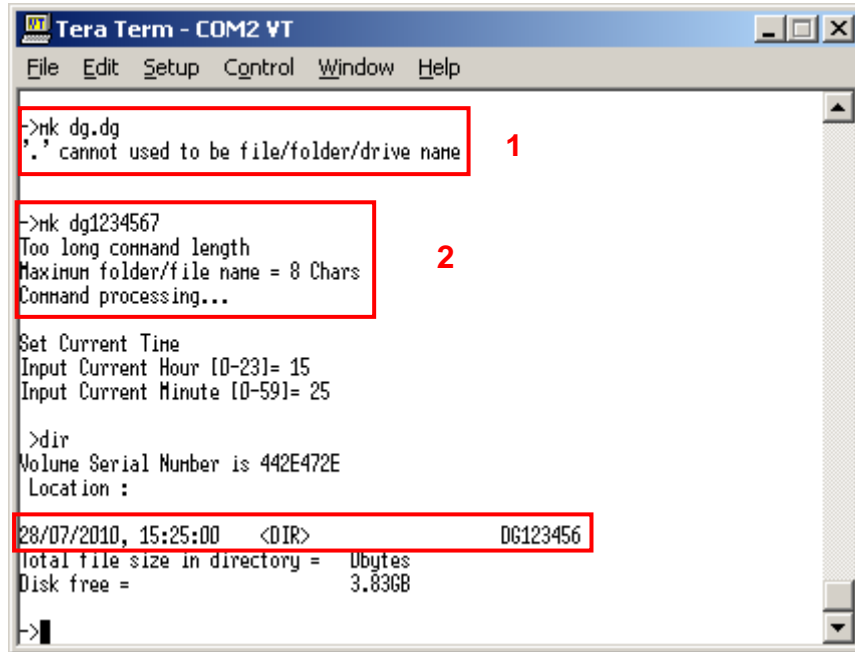 Tera Term - COM2 VT
File Edit Setup Control Window Help
->mk dg.dg
'.' cannot used to be file/folder/drive name
1
->mk dg1234567
Too long command length
Maximum folder/file name = 8 Chars
Command processing...
2
Set Current Time
Input Current Hour [0-23]= 15
Input Current Minute [0-59]= 25
>dir
Volume Serial Number is 442E472E
Location :
28/07/2010, 15:25:00 <DIR> DG123456
Total file size in directory = 0bytes
Disk free = 3.83GB
->